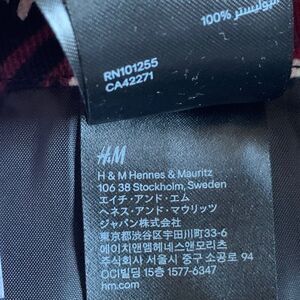 بوليستر %100
RN101255
CA42271
H&M
H & M Hennes & Mauritz
106 38 Stockholm, Sweden
エイチ・アンド・エム
ヘネス・アンド・マウリッツ
ジャパン株式会社
東京都渋谷区宇田川町33-6
에이치앤엠헤네스앤모리츠
주식회사 서울시 중구 소공로 94
OCI빌딩 15층 1577-6347
hm.com